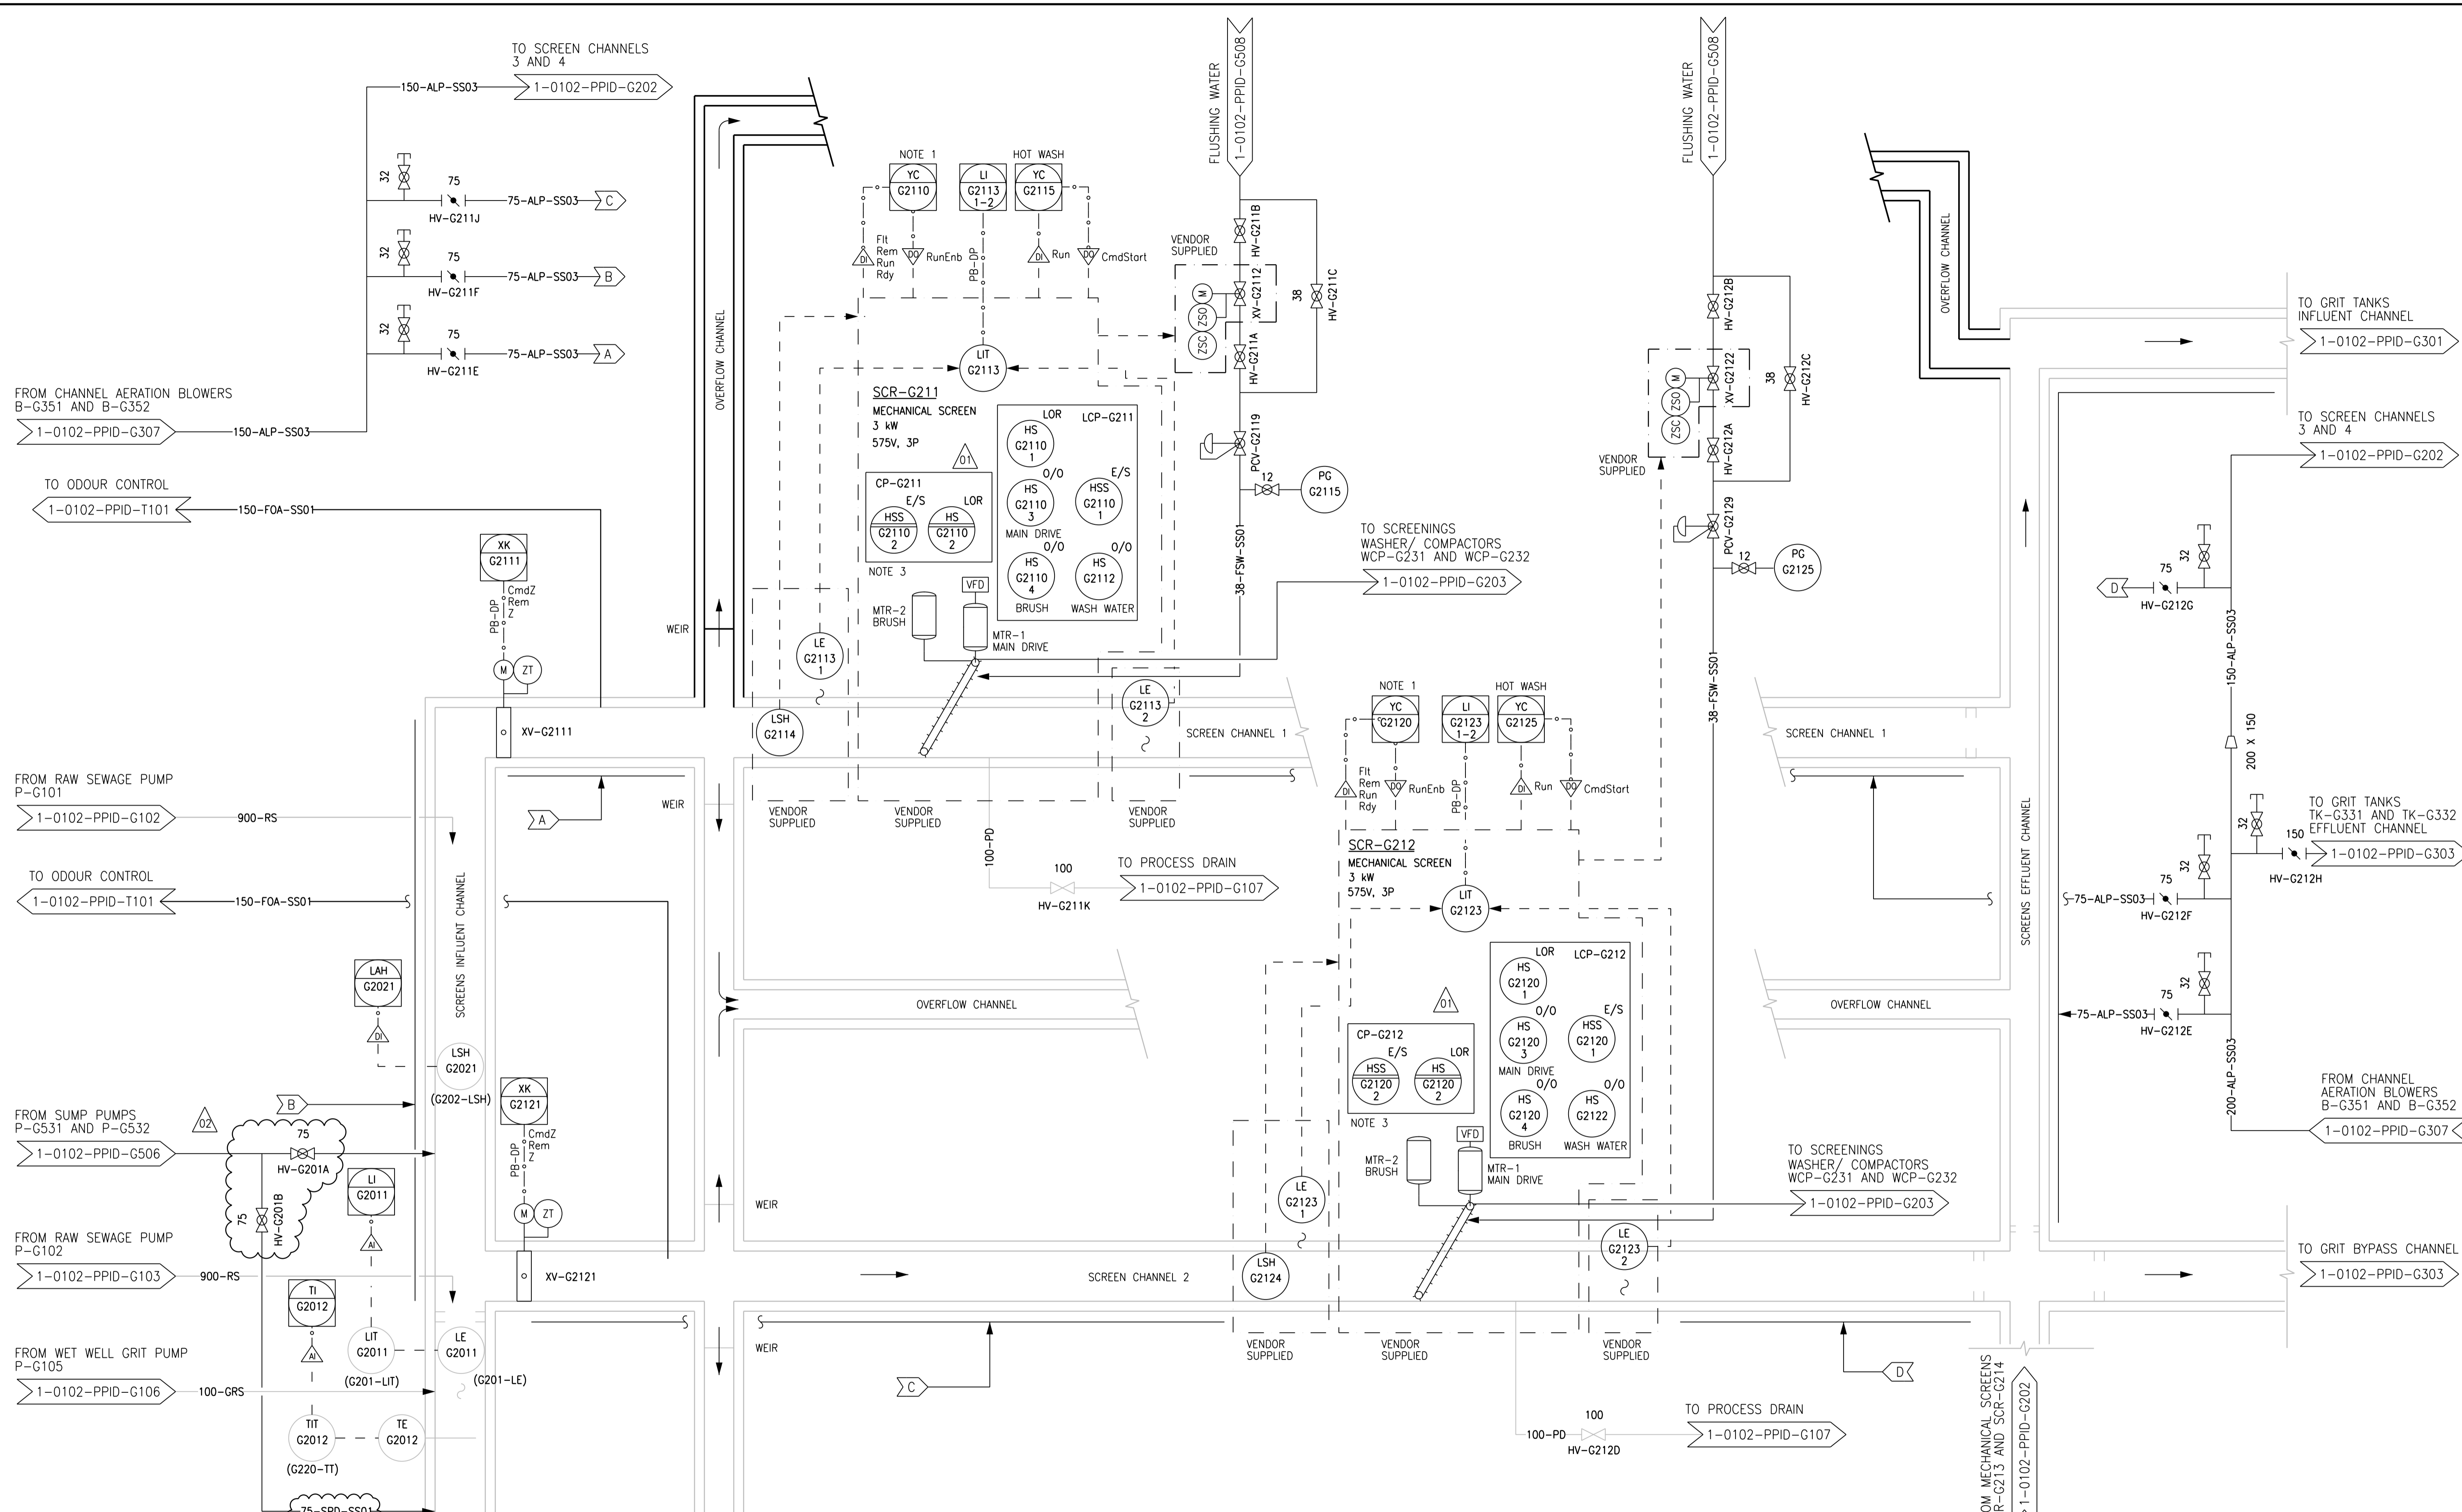 TO SCREEN CHANNELS
3 AND 4
150-ALP-SS03
1-0102-PPID-G202
32
75
HV-G211J
75-ALP-SS03
C
32
75
HV-G211F
75-ALP-SS03
B
32
75
HV-G211E
75-ALP-SS03
A
FROM CHANNEL AERATION BLOWERS
B-G351 AND B-G352
1-0102-PPID-G307
150-ALP-SS03
TO ODOUR CONTROL
1-0102-PPID-T101
150-FOA-SS01
XK
G2111
CmdZ
Rem
Z
PB-DP
M
ZT
XV-G2111
FROM RAW SEWAGE PUMP
P-G101
1-0102-PPID-G102
900-RS
TO ODOUR CONTROL
1-0102-PPID-T101
150-FOA-SS01
SCREENS INFLUENT CHANNEL
LAH
G2021
DI
LSH
G2021
(G202-LSH)
B
XK
G2121
CmdZ
Rem
Z
PB-DP
M
ZT
XV-G2121
FROM SUMP PUMPS
P-G531 AND P-G532
1-0102-PPID-G506
02
75
HV-G201A
75
HV-G201B
LI
G2011
AI
FROM RAW SEWAGE PUMP
P-G102
1-0102-PPID-G103
900-RS
TI
G2012
AI
LIT
G2011
(G201-LIT)
LE
G2011
(G201-LE)
FROM WET WELL GRIT PUMP
P-G105
1-0102-PPID-G106
100-GRS
TIT
G2012
(G220-TT)
TE
G2012
75-SPD-SS01
OVERFLOW CHANNEL
WEIR
WEIR
A
WEIR
WEIR
NOTE 1
YC
G2110
LI
G2113
1-2
HOT WASH
YC
G2115
DI
Flt
Rem
Run
Rdy
DO
RunEnb
PB-DP
DI
Run
DO
CmdStart
LIT
G2113
SCR-G211
MECHANICAL SCREEN
3 kW
575V, 3P
01
CP-G211
E/S
LOR
HSS
G2110
2
HS
G2110
2
NOTE 3
LOR
LCP-G211
HS
G2110
1
O/O
HS
G2110
3
MAIN DRIVE
E/S
HSS
G2110
1
O/O
HS
G2110
4
BRUSH
O/O
HS
G2112
WASH WATER
MTR-2
BRUSH
VFD
MTR-1
MAIN DRIVE
LE
G2113
1
LSH
G2114
LE
G2113
2
VENDOR
SUPPLIED
VENDOR
SUPPLIED
VENDOR
SUPPLIED
SCREEN CHANNEL 1
100-PD
100
HV-G211K
TO PROCESS DRAIN
1-0102-PPID-G107
OVERFLOW CHANNEL
FLUSHING WATER
1-0102-PPID-G508
HV-G211B
VENDOR
SUPPLIED
M
ZSO
ZSC
XV-G2112
HV-G211A
38
HV-G211C
PCV-G2119
12
PG
G2115
38-FSW-SS01
TO SCREENINGS
WASHER/ COMPACTORS
WCP-G231 AND WCP-G232
1-0102-PPID-G203
FLUSHING WATER
1-0102-PPID-G508
HV-G212B
M
ZSO
ZSC
XV-G2122
HV-G212A
VENDOR
SUPPLIED
38
HV-G212C
PCV-G2129
12
PG
G2125
38-FSW-SS01
NOTE 1
YC
G2120
LI
G2123
1-2
HOT WASH
YC
G2125
DI
Flt
Rem
Run
Rdy
DO
RunEnb
PB-DP
DI
Run
DO
CmdStart
SCR-G212
MECHANICAL SCREEN
3 kW
575V, 3P
LIT
G2123
01
CP-G212
E/S
LOR
HSS
G2120
2
HS
G2120
2
NOTE 3
LOR
LCP-G212
HS
G2120
1
O/O
HS
G2120
3
MAIN DRIVE
E/S
HSS
G2120
1
O/O
HS
G2120
4
BRUSH
O/O
HS
G2122
WASH WATER
MTR-2
BRUSH
VFD
MTR-1
MAIN DRIVE
LE
G2123
1
LSH
G2124
LE
G2123
2
SCREEN CHANNEL 2
VENDOR
SUPPLIED
VENDOR
SUPPLIED
VENDOR
SUPPLIED
C
TO SCREENINGS
WASHER/ COMPACTORS
WCP-G231 AND WCP-G232
1-0102-PPID-G203
D
100-PD
100
HV-G212D
TO PROCESS DRAIN
1-0102-PPID-G107
SCREEN CHANNEL 1
OVERFLOW CHANNEL
OVERFLOW CHANNEL
SCREENS EFFLUENT CHANNEL
TO GRIT TANKS
INFLUENT CHANNEL
1-0102-PPID-G301
TO SCREEN CHANNELS
3 AND 4
1-0102-PPID-G202
32
D
75
HV-G212G
150-ALP-SS03
200 X 150
32
150
HV-G212H
TO GRIT TANKS
TK-G331 AND TK-G332
EFFLUENT CHANNEL
1-0102-PPID-G303
32
75-ALP-SS03
75
HV-G212F
32
75-ALP-SS03
75
HV-G212E
200-ALP-SS03
FROM CHANNEL
AERATION BLOWERS
B-G351 AND B-G352
1-0102-PPID-G307
TO GRIT BYPASS CHANNEL
1-0102-PPID-G303
OM MECHANICAL SCREENS
R-G213 AND SCR-G214
1-0102-PPID-G202